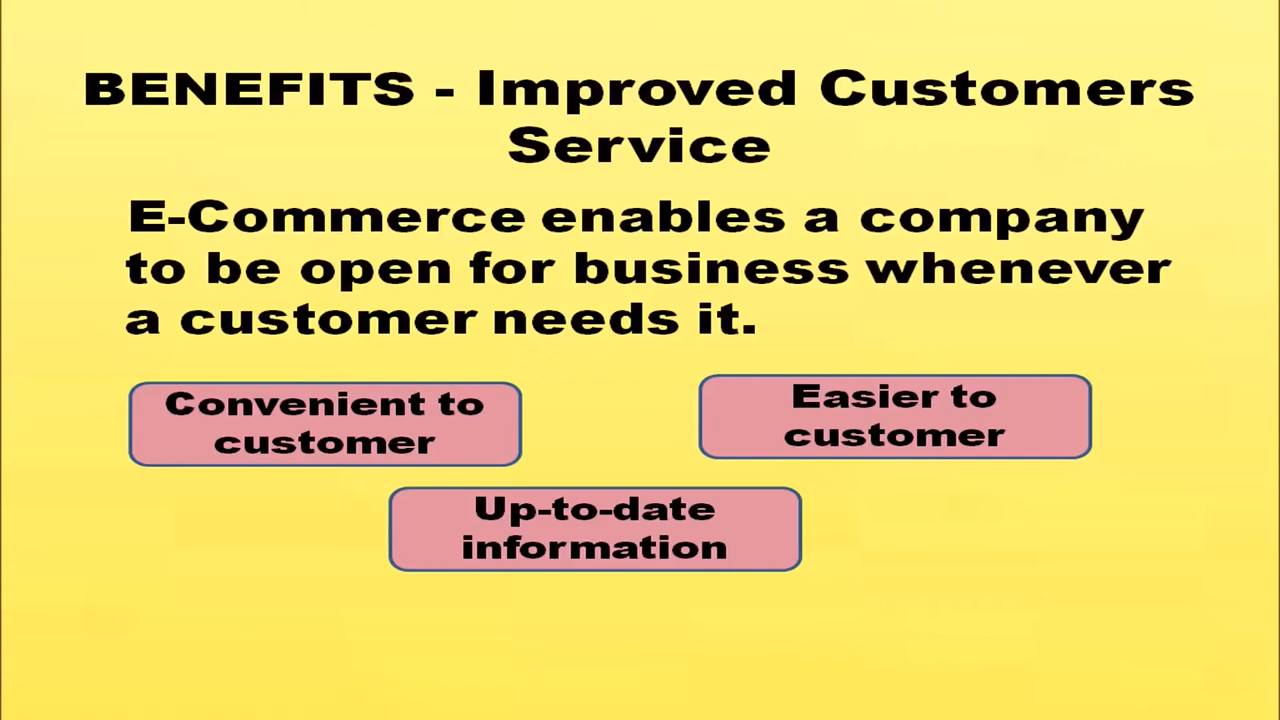 BENEFITS - Improved Customers
Service
E-Commerce enables a company
to be open for business whenever
a customer needs it.
Convenient to
customer
Easier to
customer
Up-to-date
information